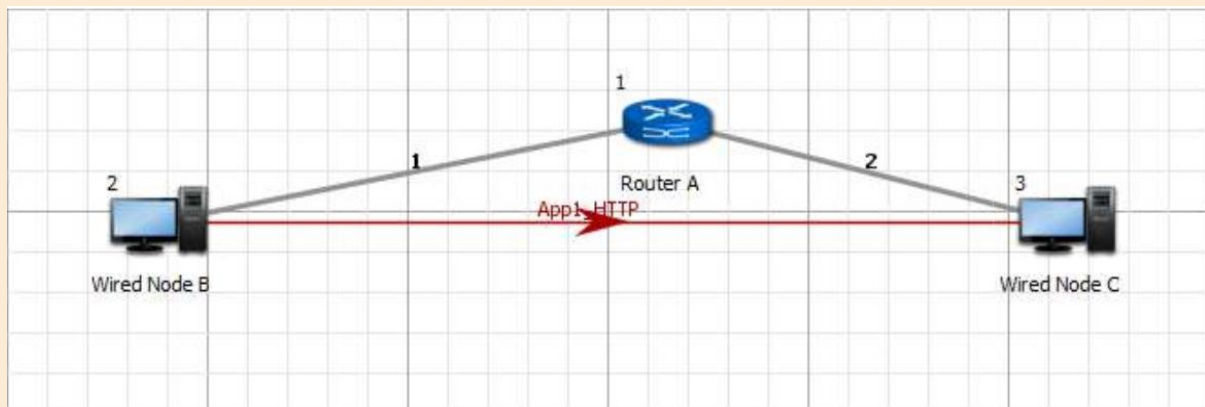 1
1
2
Router A
2
3
App1_HTTP
Wired Node B
Wired Node C